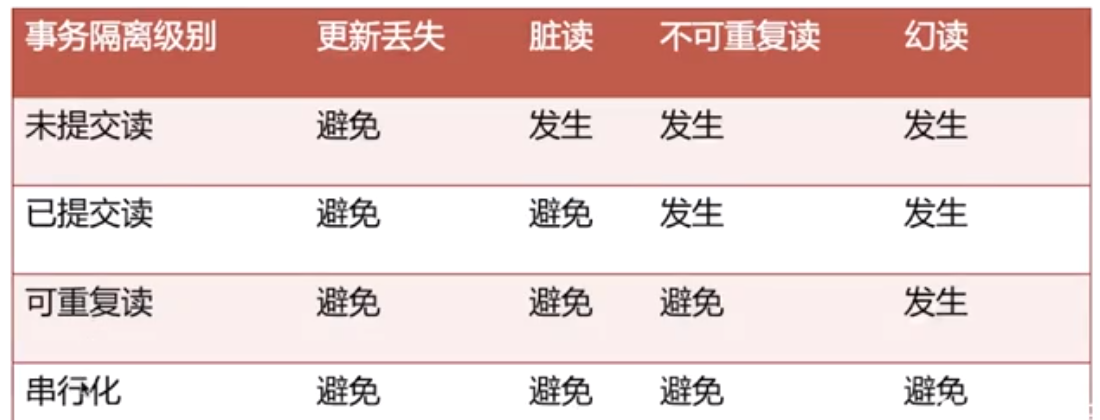 事务隔离级别 更新丢失 脏读 不可重复读 幻读
未提交读 避免 发生 发生 发生
已提交读 避免 避免 发生 发生
可重复读 避免 避免 避免 发生
串行化 避免 避免 避免 避免